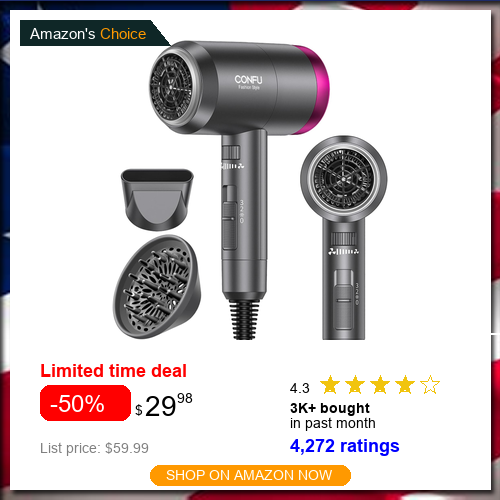 Amazon's Choice
CONFU
Fashion Style
Limited time deal
-50% $2998
List price: $59.99
4.3
3K+ bought
in past month
4,272 ratings
SHOP ON AMAZON NOW